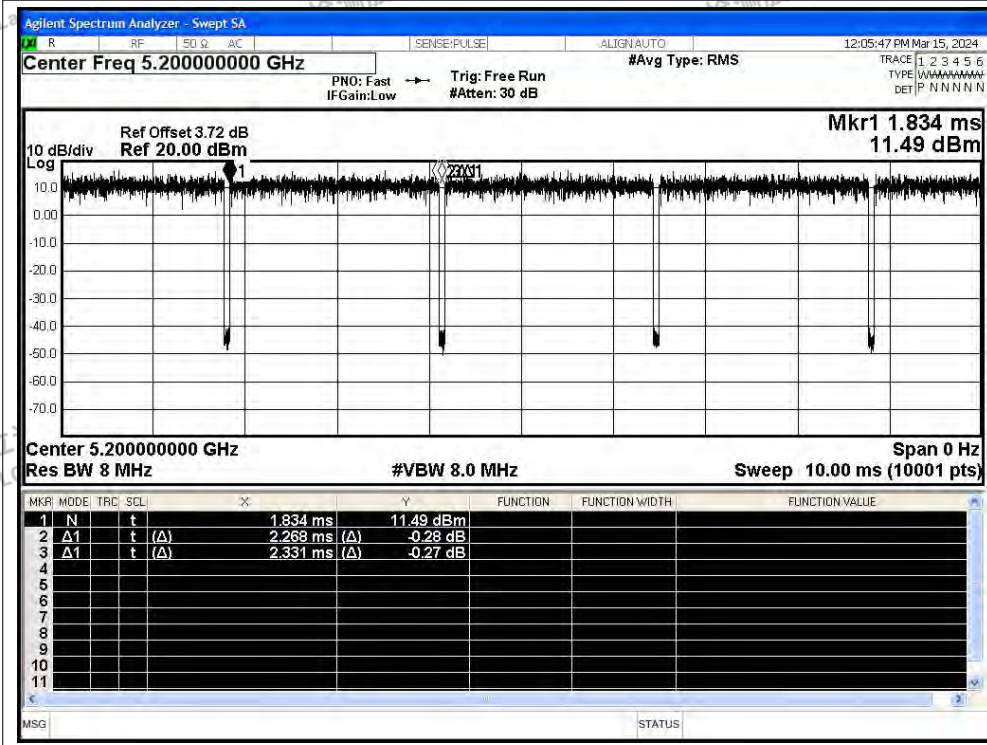 Agilent Spectrum Analyzer - Swept SA
R RF 50 Ω AC SENSE:PULSE ALIGN AUTO 12:05:47 PM Mar 15, 2024
Center Freq 5.200000000 GHz #Avg Type: RMS TRACE 1 2 3 4 5 6
PNO: Fast Trig: Free Run TYPE
IFGain:Low #Atten: 30 dB DET P N N N N N
Mkr1 1.834 ms
Ref Offset 3.72 dB
10 dB/div Ref 20.00 dBm 11.49 dBm
Log
1
10.0
0.00
-10.0
-20.0
-30.0
-40.0
-50.0
-60.0
-70.0
Center 5.200000000 GHz Span 0 Hz
Res BW 8 MHz #VBW 8.0 MHz Sweep 10.00 ms (10001 pts)
MKR MODE TRC SCL X Y FUNCTION FUNCTION WIDTH FUNCTION VALUE
1 N t 1.834 ms 11.49 dBm
2 Δ1 t (Δ) 2.268 ms (Δ) -0.28 dB
3 Δ1 t (Δ) 2.331 ms (Δ) -0.27 dB
4
5
6
7
8
9
10
11
MSG STATUS